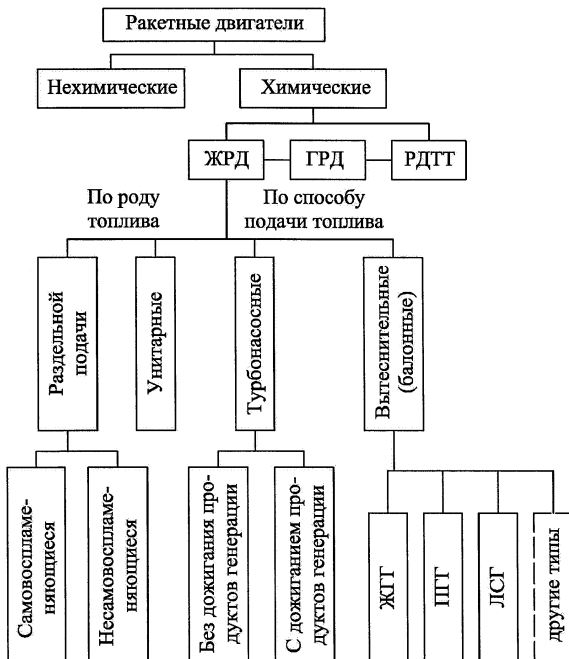 Ракетные двигатели
Нехимические
Химические
ЖРД
ГРД
РДТТ
По роду
топлива
По способу
подачи топлива
Раздельной
подачи
Унитарные
Турбонасосные
Вытеснительные
(балонные)
Самовоспламе-
няющиеся
Несамовоспламе-
няющиеся
Без дожигания про-
дуктов генерации
С дожиганием про-
дуктов генерации
ЖГГ
ПГГ
ЛСГ
другие типы